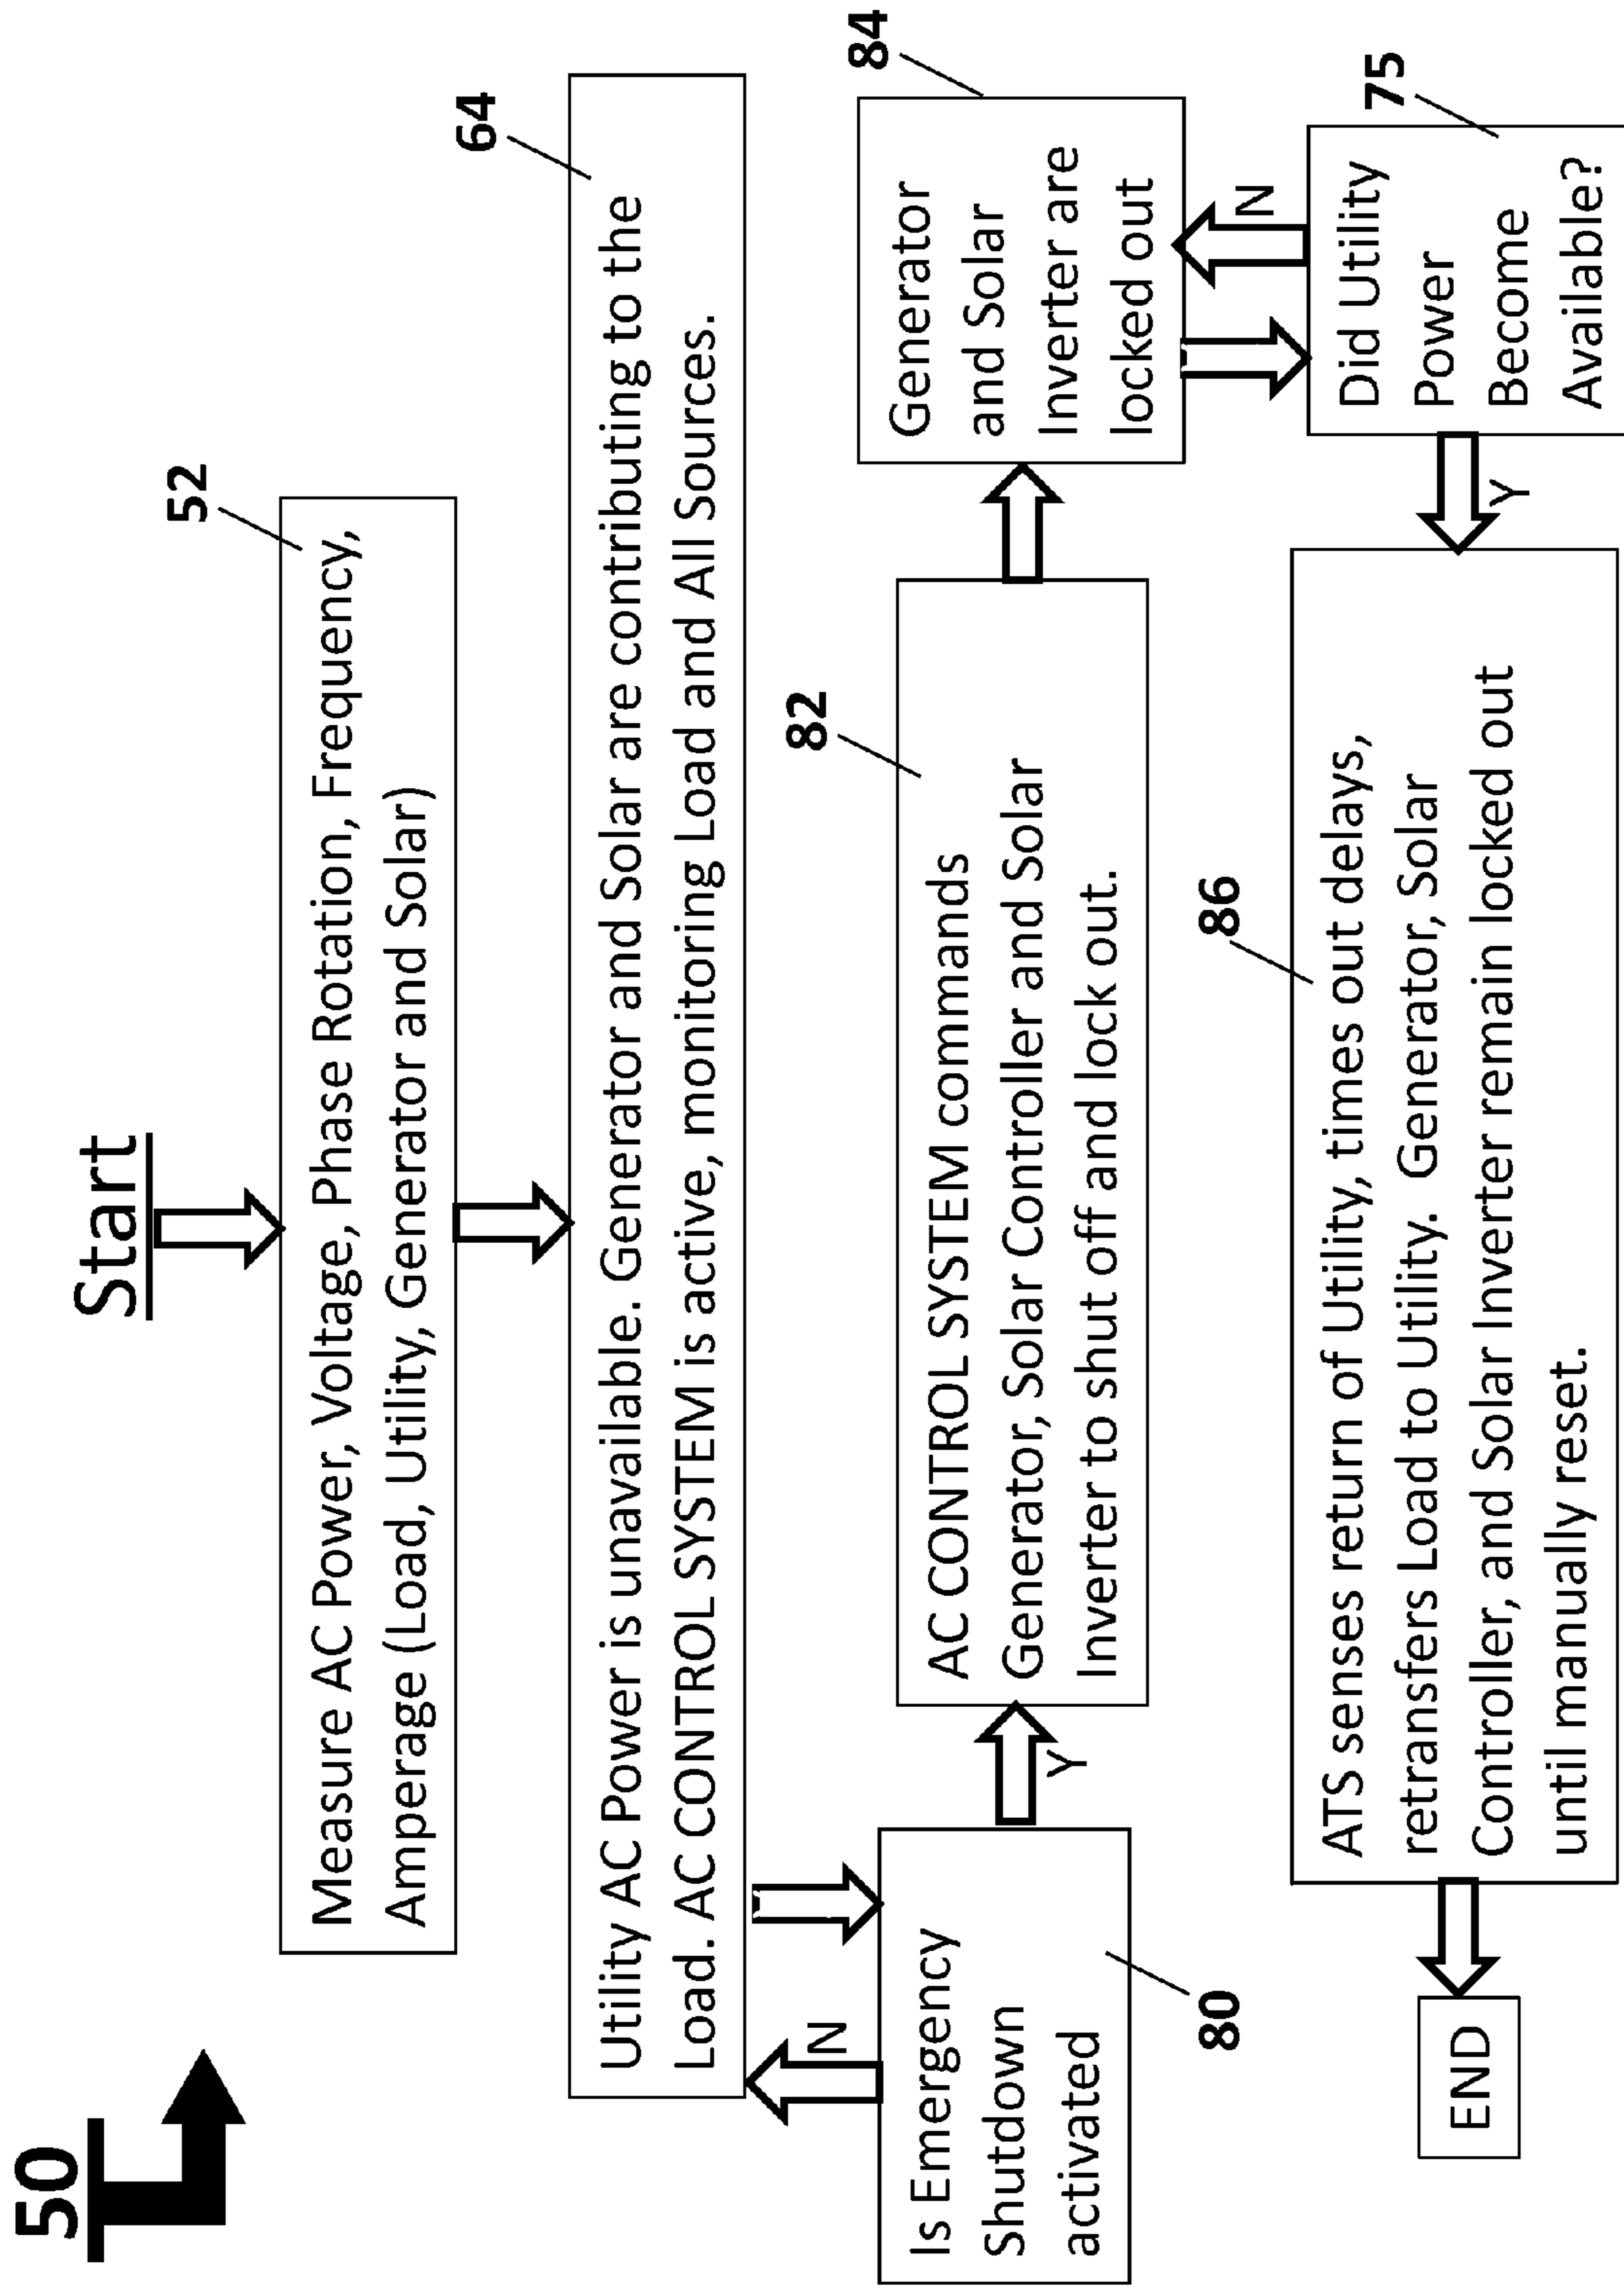 50
Start
52
Measure AC Power, Voltage, Phase Rotation, Frequency,
Amperage (Load, Utility, Generator and Solar)
64
Utility AC Power is unavailable. Generator and Solar are contributing to the
Load. AC CONTROL SYSTEM is active, monitoring Load and All Sources.
N
Is Emergency
Shutdown
activated
80
Y
82
AC CONTROL SYSTEM commands
Generator, Solar Controller and Solar
Inverter to shut off and lock out.
84
Generator
and Solar
Inverter are
locked out
N
75
Did Utility
Power
Become
Available?
Y
86
ATS senses return of Utility, times out delays,
retransfers Load to Utility. Generator, Solar
Controller, and Solar Inverter remain locked out
until manually reset.
END